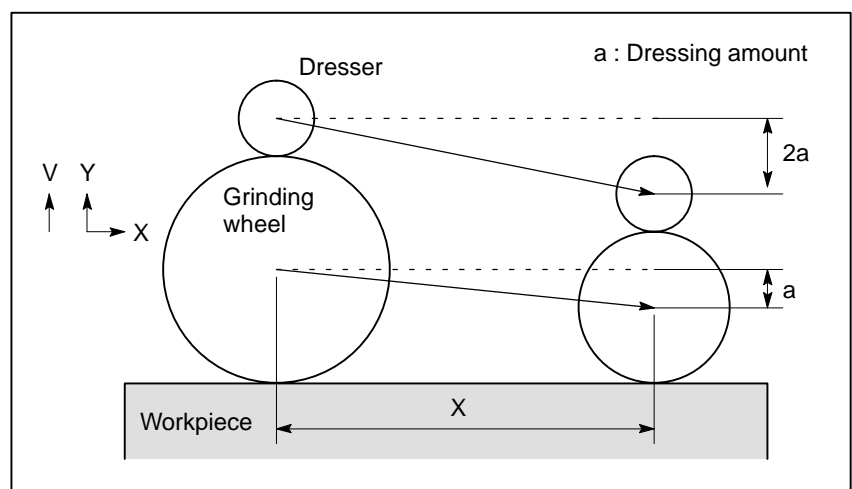 a : Dressing amount
Dresser
2a
V
Y
Grinding
wheel
X
a
X
Workpiece